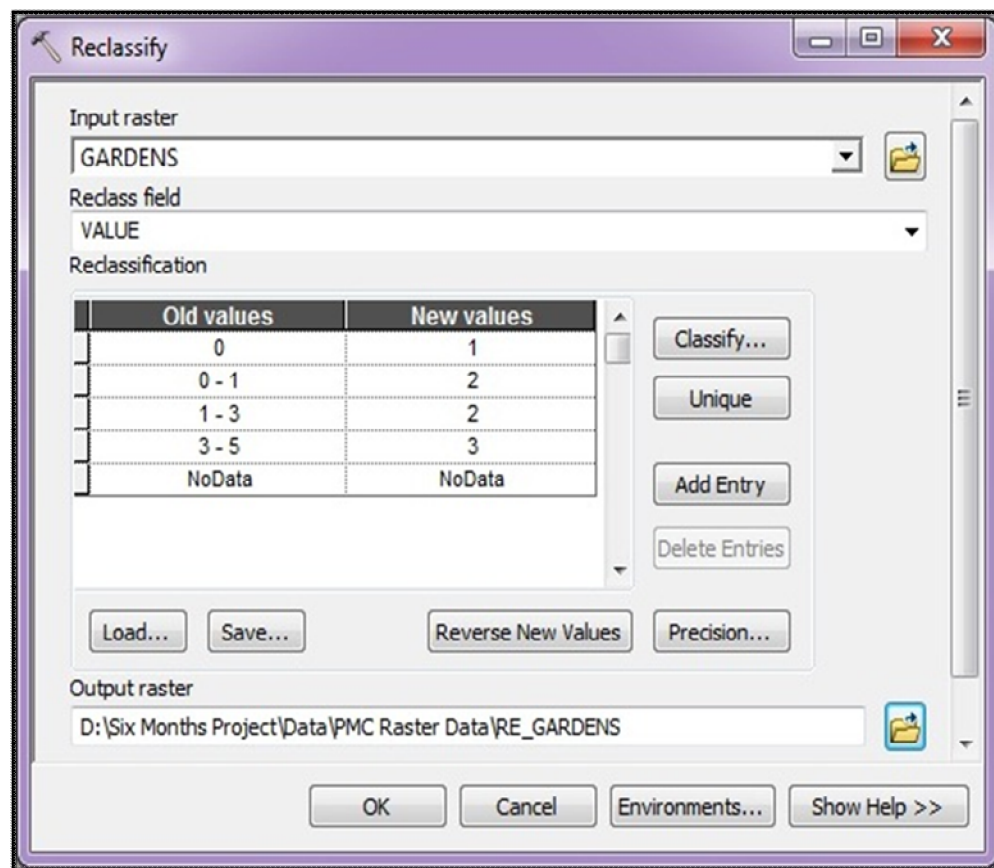 Reclassify
Input raster
GARDENS
Reclass field
VALUE
Reclassification
Old values New values
0 1
0 - 1 2
1 - 3 2
3 - 5 3
NoData NoData
Classify...
Unique
Add Entry
Delete Entries
Load... Save... Reverse New Values Precision...
Output raster
D:\Six Months Project\Data\PMC Raster Data\RE_GARDENS
OK Cancel Environments... Show Help >>